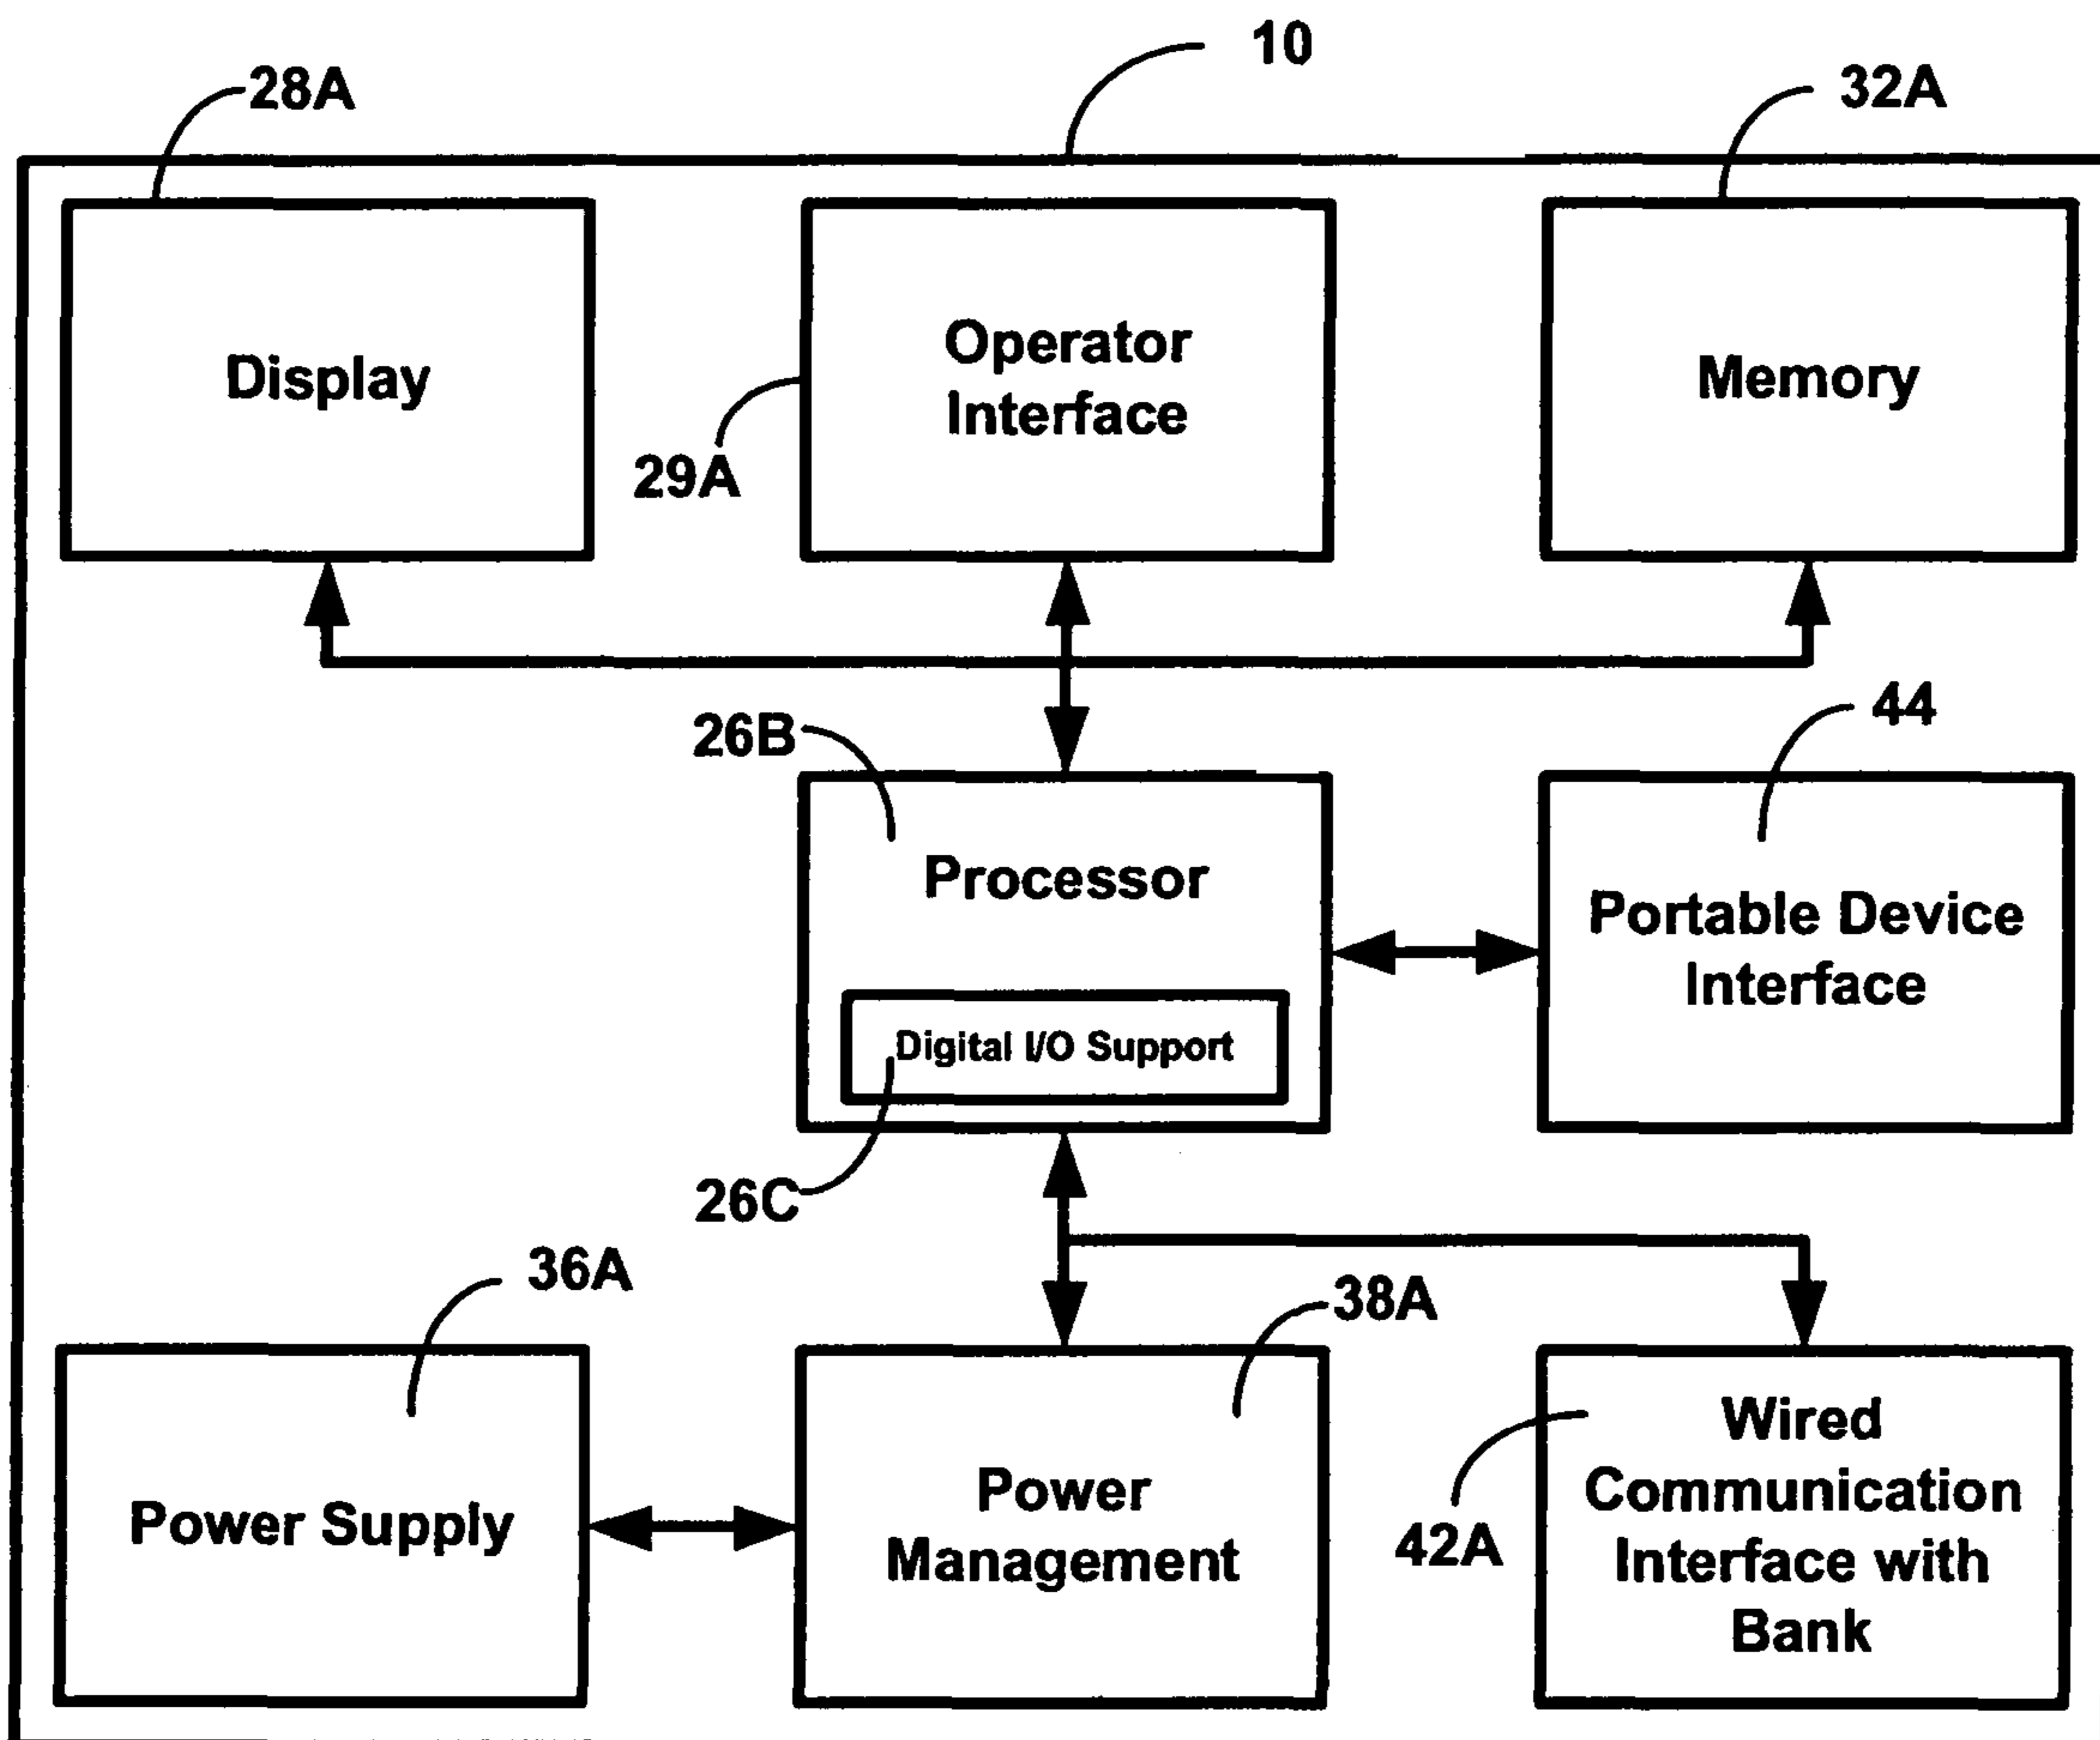 10
28A
32A
Display
Operator
Interface
Memory
29A
26B
44
Processor
Portable Device
Interface
Digital I/O Support
26C
36A
38A
Power Supply
Power
Management
42A
Wired
Communication
Interface with
Bank